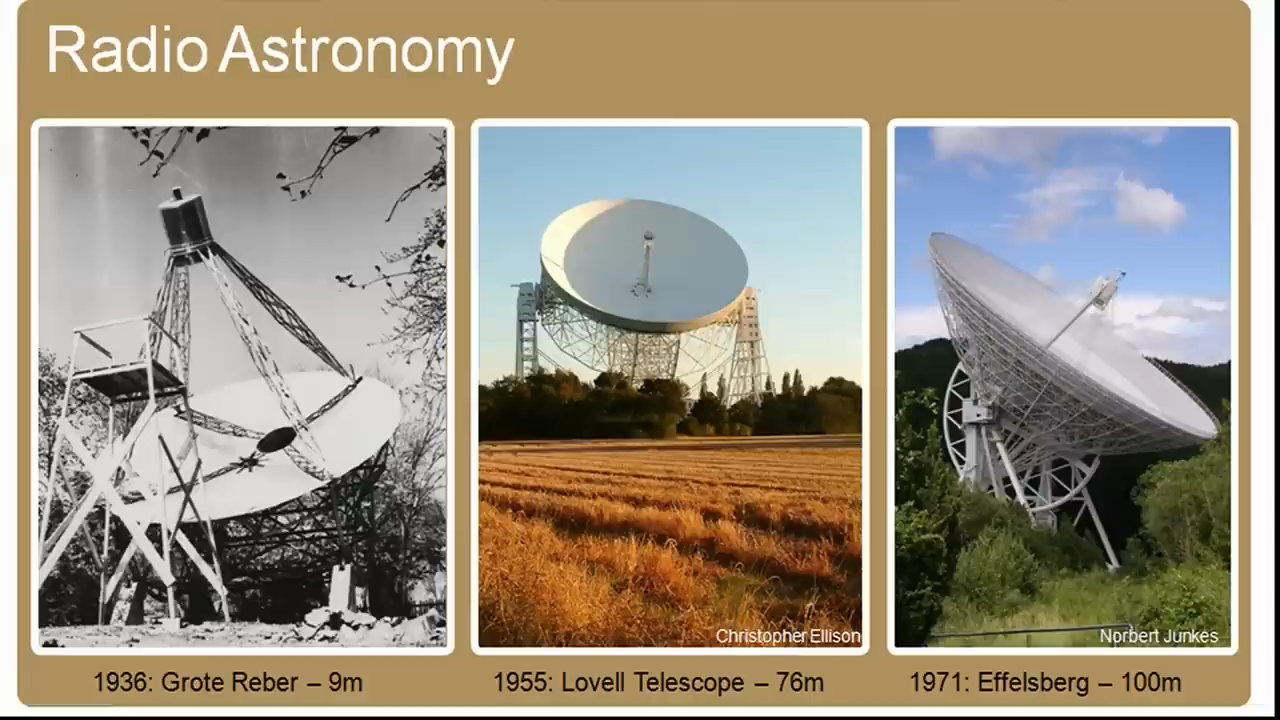 Radio Astronomy
Christopher Ellison
Norbert Junkes
1936: Grote Reber – 9m
1955: Lovell Telescope – 76m
1971: Effelsberg – 100m